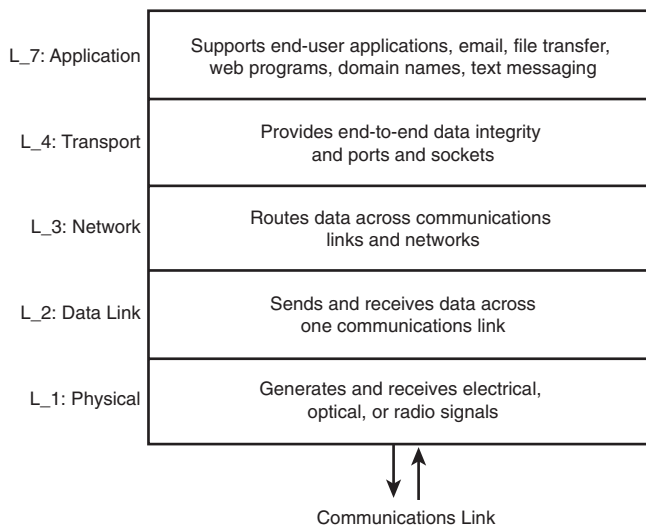 L_7: Application
Supports end-user applications, email, file transfer,
web programs, domain names, text messaging
L_4: Transport
Provides end-to-end data integrity
and ports and sockets
L_3: Network
Routes data across communications
links and networks
L_2: Data Link
Sends and receives data across
one communications link
L_1: Physical
Generates and receives electrical,
optical, or radio signals
Communications Link